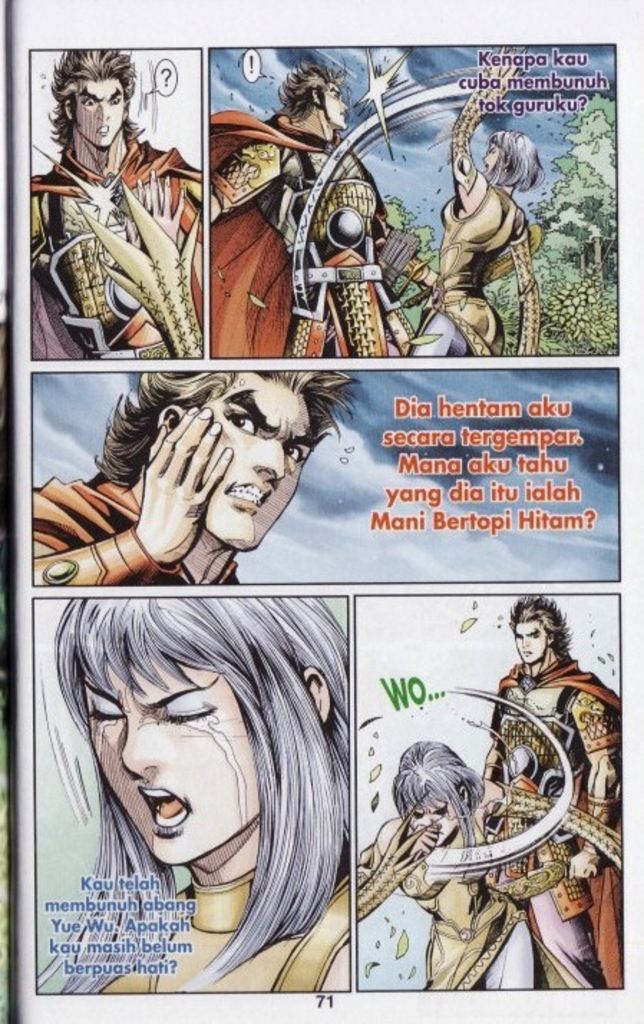 ?
!
Kenapa kau
cuba membunuh
tok guruku?
Dia hentam aku
secara tergempar.
Mana aku tahu
yang dia itu ialah
Mani Bertopi Hitam?
Kau telah
membunuh abang
Yue Wu. Apakah
kau masih belum
berpuas hati?
WO...
71